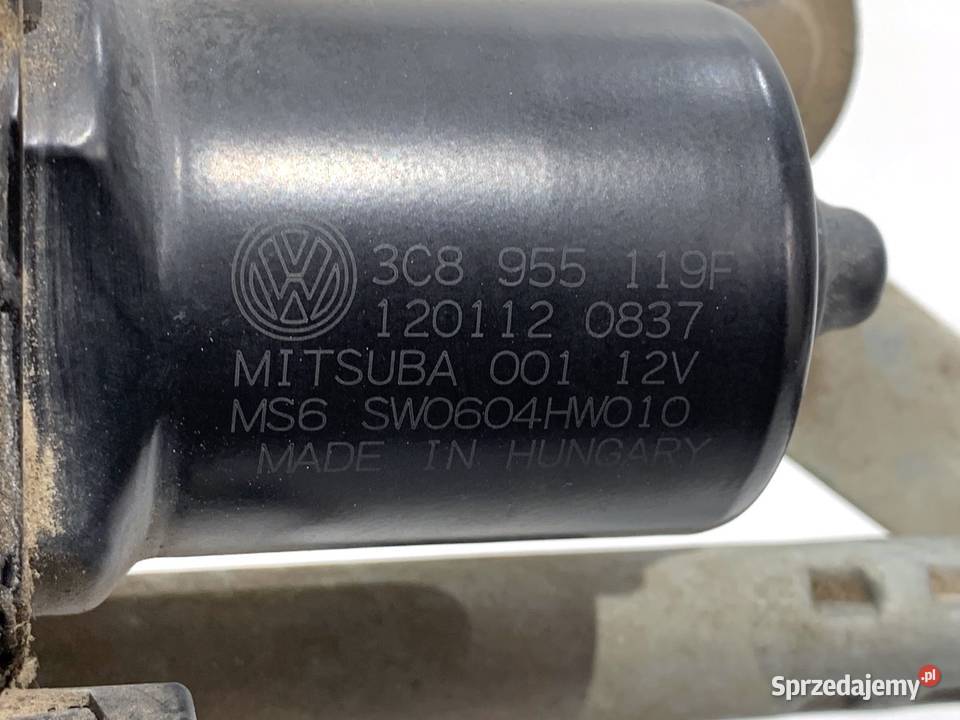 3C8 955 119F
120112 0837
MITSUBA 001 12V
MS6 SW0604HW010
MADE IN HUNGARY
Sprzedajemy.pl